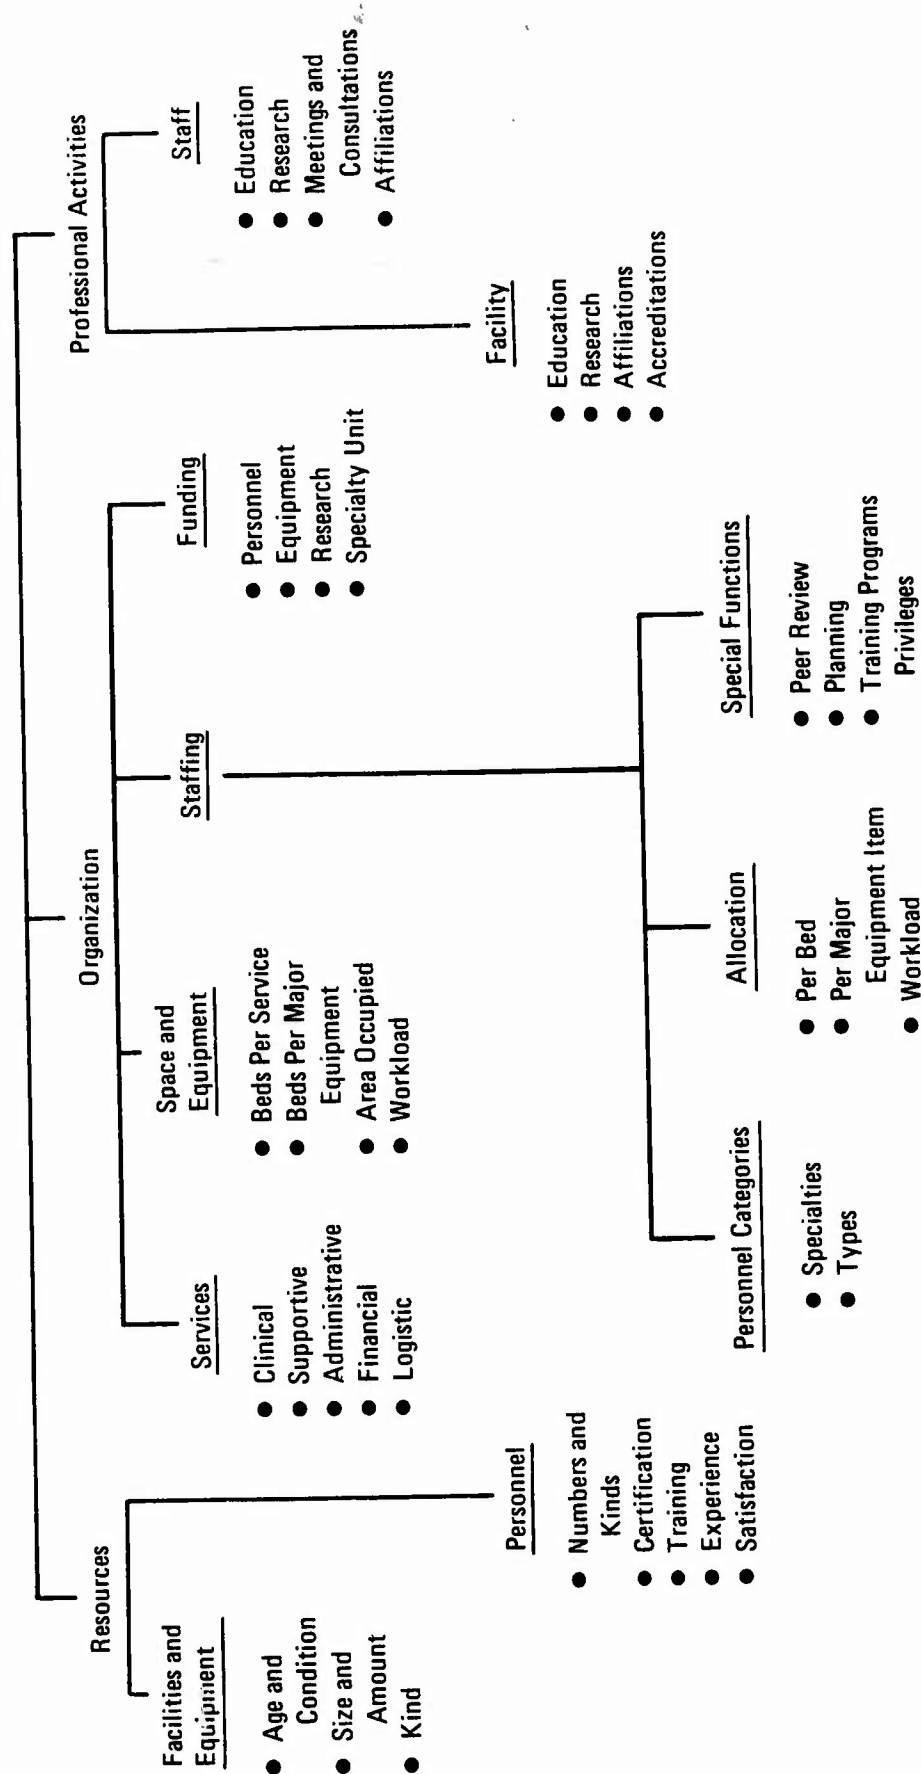 Resources
Facilities and
Equipment
● Age and
Condition
● Size and
Amount
● Kind
Personnel
● Numbers and
Kinds
● Certification
● Training
● Experience
● Satisfaction
Organization
Services
● Clinical
● Supportive
● Administrative
● Financial
● Logistic
Space and
Equipment
● Beds Per Service
● Beds Per Major
Equipment
● Area Occupied
● Workload
Staffing
Personnel Categories
● Specialties
● Types
Allocation
● Per Bed
● Per Major
Equipment Item
● Workload
Special Functions
● Peer Review
● Planning
● Training Programs
Privileges
Funding
● Personnel
● Equipment
● Research
● Specialty Unit
Professional Activities
Facility
● Education
● Research
● Affiliations
● Accreditations
Staff
● Education
● Research
● Meetings and
Consultations
● Affiliations